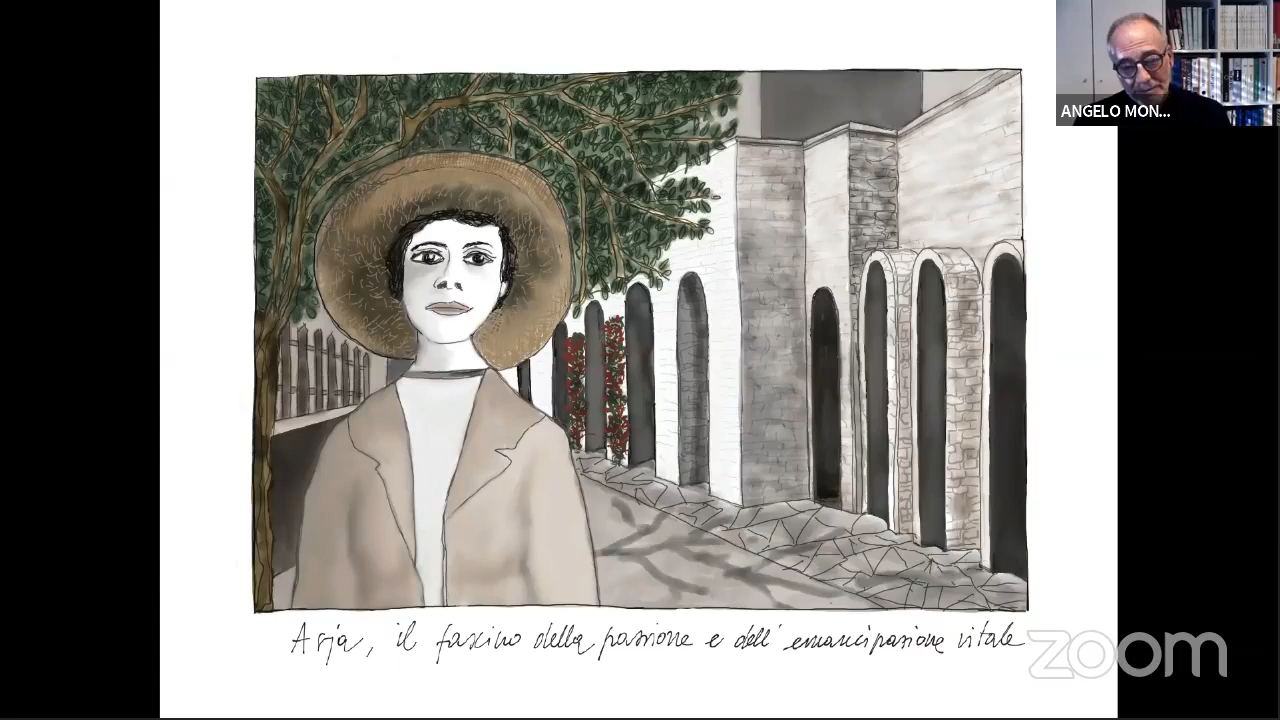 ANGELO MON...
Asja, il fascino della passione e dell' emancipazione vitale
zoom